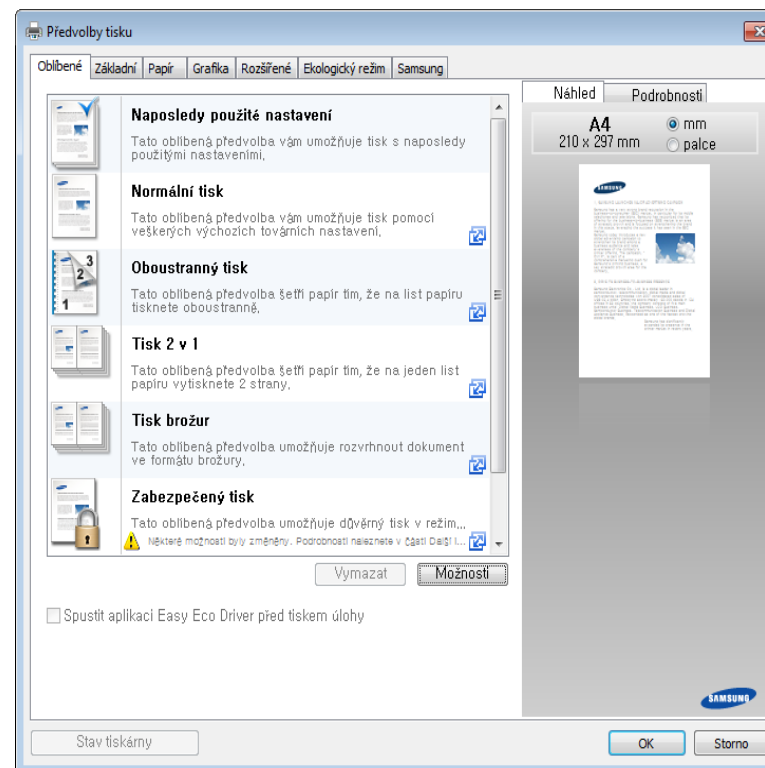 Předvolby tisku
Oblíbené Základní Papír Grafika Rozšířené Ekologický režim Samsung
Naposledy použité nastavení
Tato oblíbená předvolba vám umožňuje tisk s naposledy
použitými nastaveními.
Normální tisk
Tato oblíbená předvolba vám umožňuje tisk pomocí
veškerých výchozích továrních nastavení.
Oboustranný tisk
Tato oblíbená předvolba šetří papír tím, že na list papíru
tisknete oboustranně.
1 2 3
Tisk 2 v 1
Tato oblíbená předvolba šetří papír tím, že na jeden list
papíru vytisknete 2 strany.
Tisk brožur
Tato oblíbená předvolba umožňuje rozvrhnout dokument
ve formátu brožury.
Zabezpečený tisk
Tato oblíbená předvolba umožňuje důvěrný tisk v režim...
Některé možnosti byly změněny. Podrobnosti naleznete v části Další i...
Vymazat Možnosti
Spustit aplikaci Easy Eco Driver před tiskem úlohy
Náhled Podrobnosti
A4
210 x 297 mm
mm
palce
SAMSUNG
SAMSUNG
Stav tiskárny
OK Storno